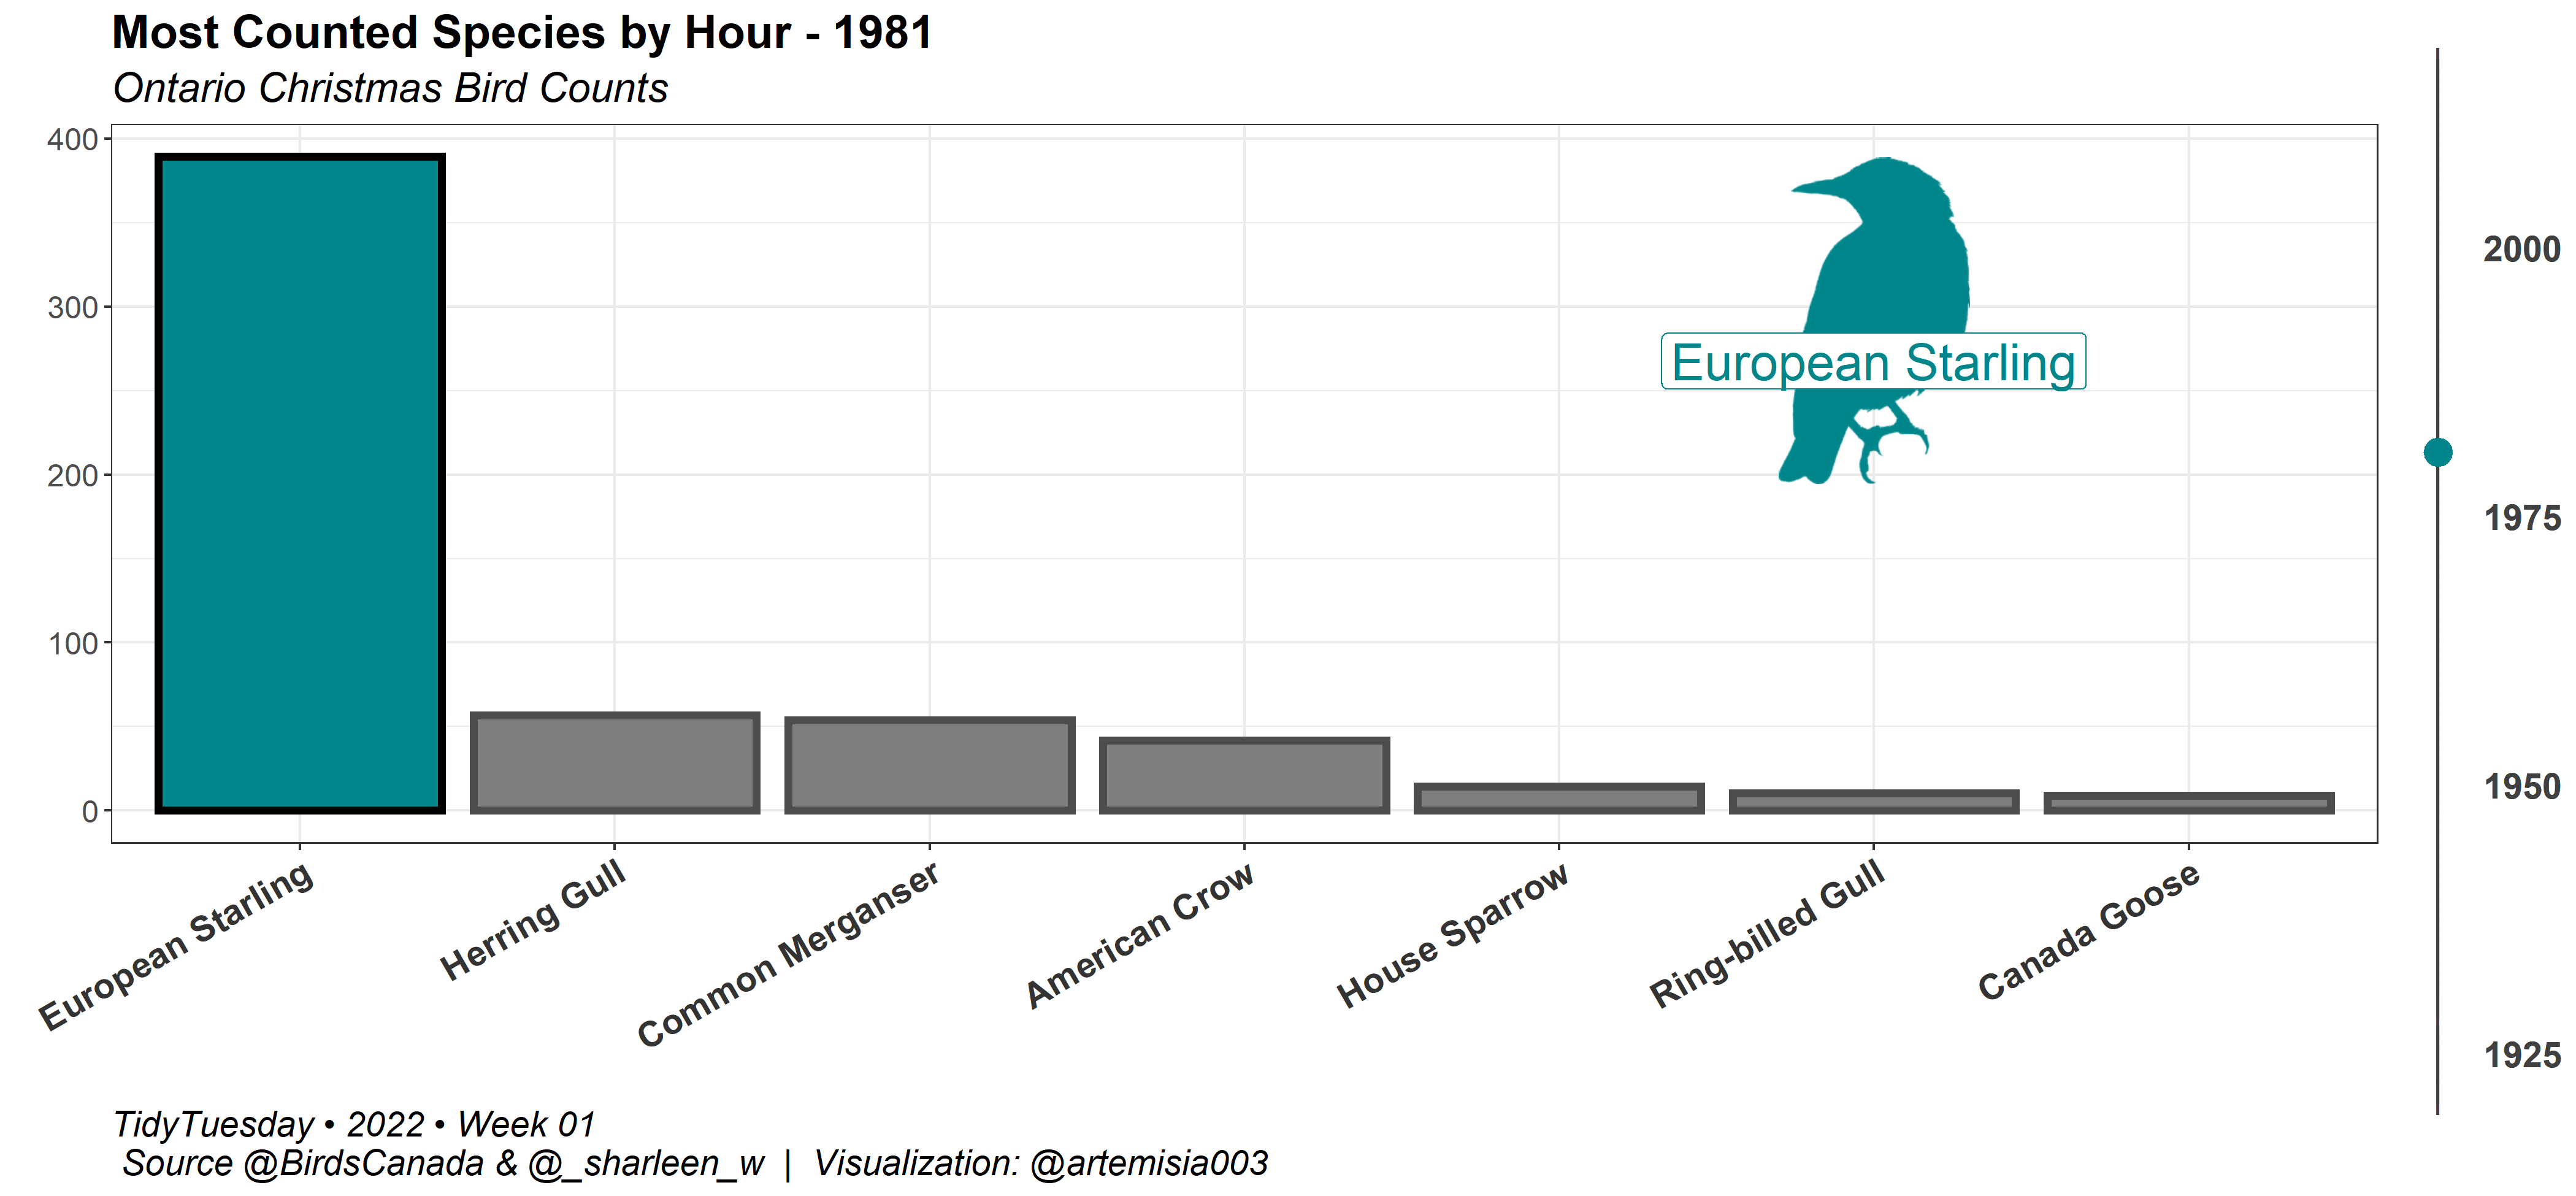 Most Counted Species by Hour - 1981
Ontario Christmas Bird Counts
400
300
200
100
0
European Starling
European Starling
Herring Gull
Common Merganser
American Crow
House Sparrow
Ring-billed Gull
Canada Goose
2000
1975
1950
1925
TidyTuesday • 2022 • Week 01
Source @BirdsCanada & @_sharleen_w | Visualization: @artemisia003